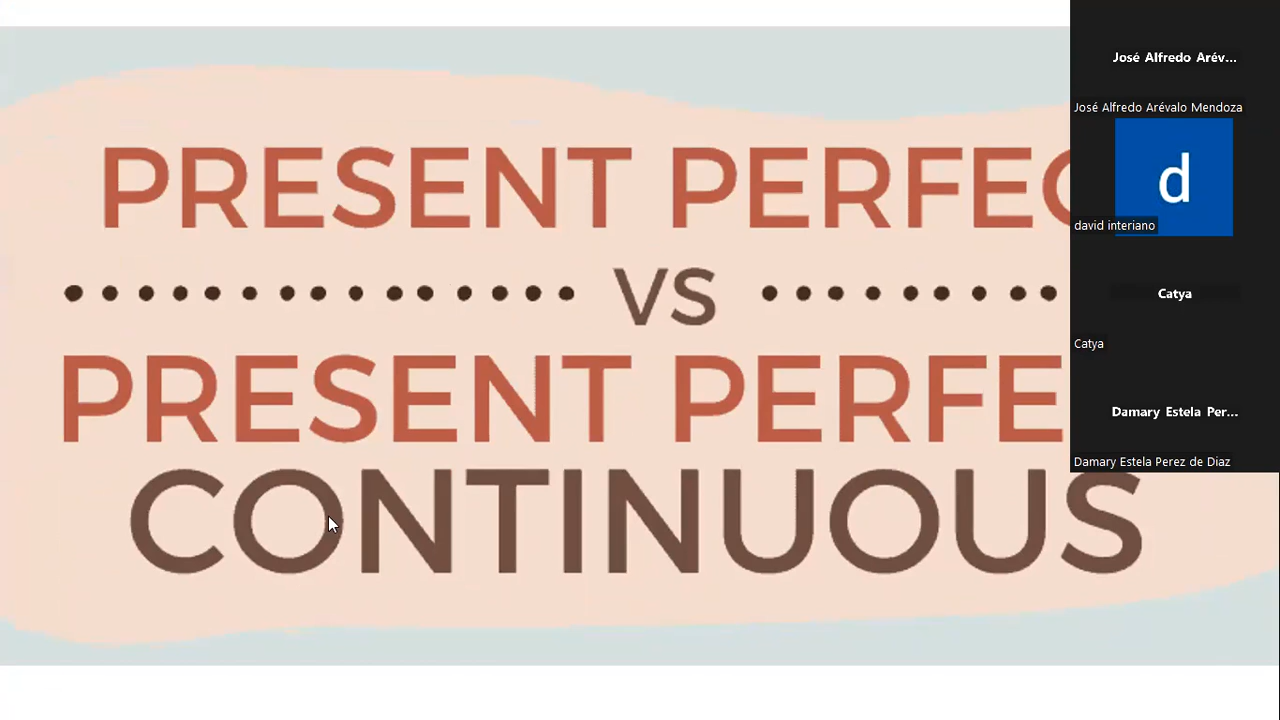 PRESENT PERFEC
VS
PRESENT PERFE
CONTINUOUS
José Alfredo Arév...
José Alfredo Arévalo Mendoza
d
david interiano
Catya
Catya
Damary Estela Per...
Damary Estela Perez de Diaz